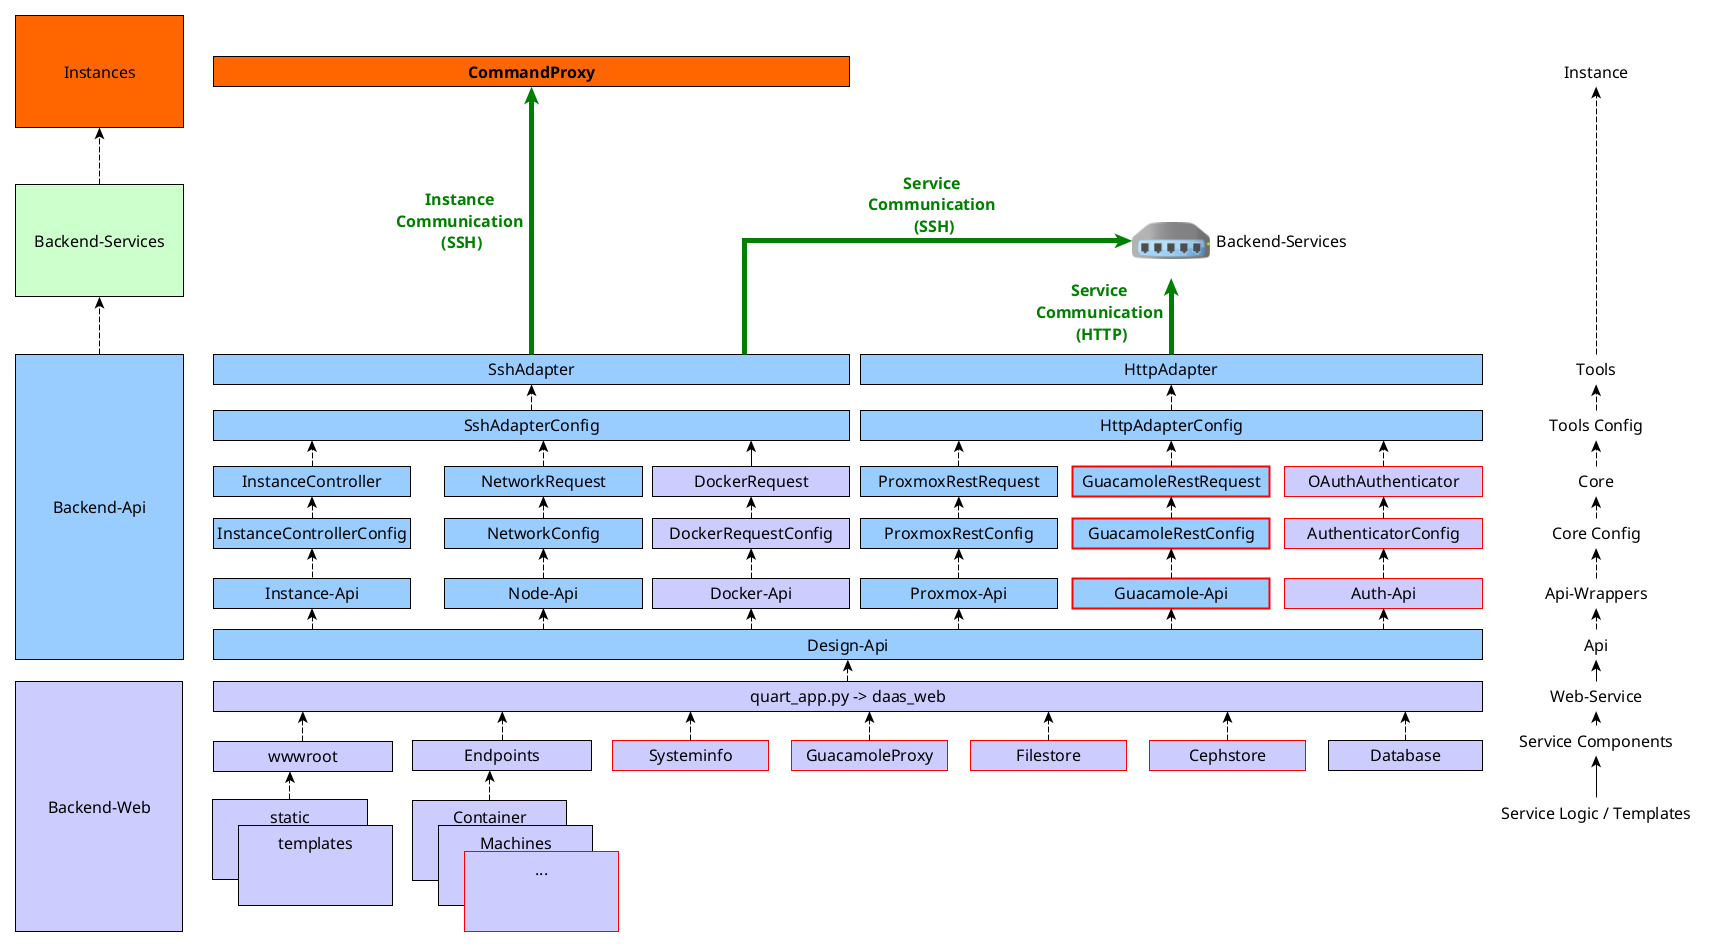 Instances
CommandProxy
Instance
Instance
Communication
(SSH)
Service
Communication
(SSH)
Backend-Services
Backend-Services
Service
Communication
(HTTP)
SshAdapter
HttpAdapter
Tools
SshAdapterConfig
HttpAdapterConfig
Tools Config
InstanceController
NetworkRequest
DockerRequest
ProxmoxRestRequest
GuacamoleRestRequest
OAuthAuthenticator
Core
Backend-Api
InstanceControllerConfig
NetworkConfig
DockerRequestConfig
ProxmoxRestConfig
GuacamoleRestConfig
AuthenticatorConfig
Core Config
Instance-Api
Node-Api
Docker-Api
Proxmox-Api
Guacamole-Api
Auth-Api
Api-Wrappers
Design-Api
Api
quart_app.py -> daas_web
Web-Service
wwwroot
Endpoints
Systeminfo
GuacamoleProxy
Filestore
Cephstore
Database
Service Components
Backend-Web
static
templates
Container
Machines
...
Service Logic / Templates